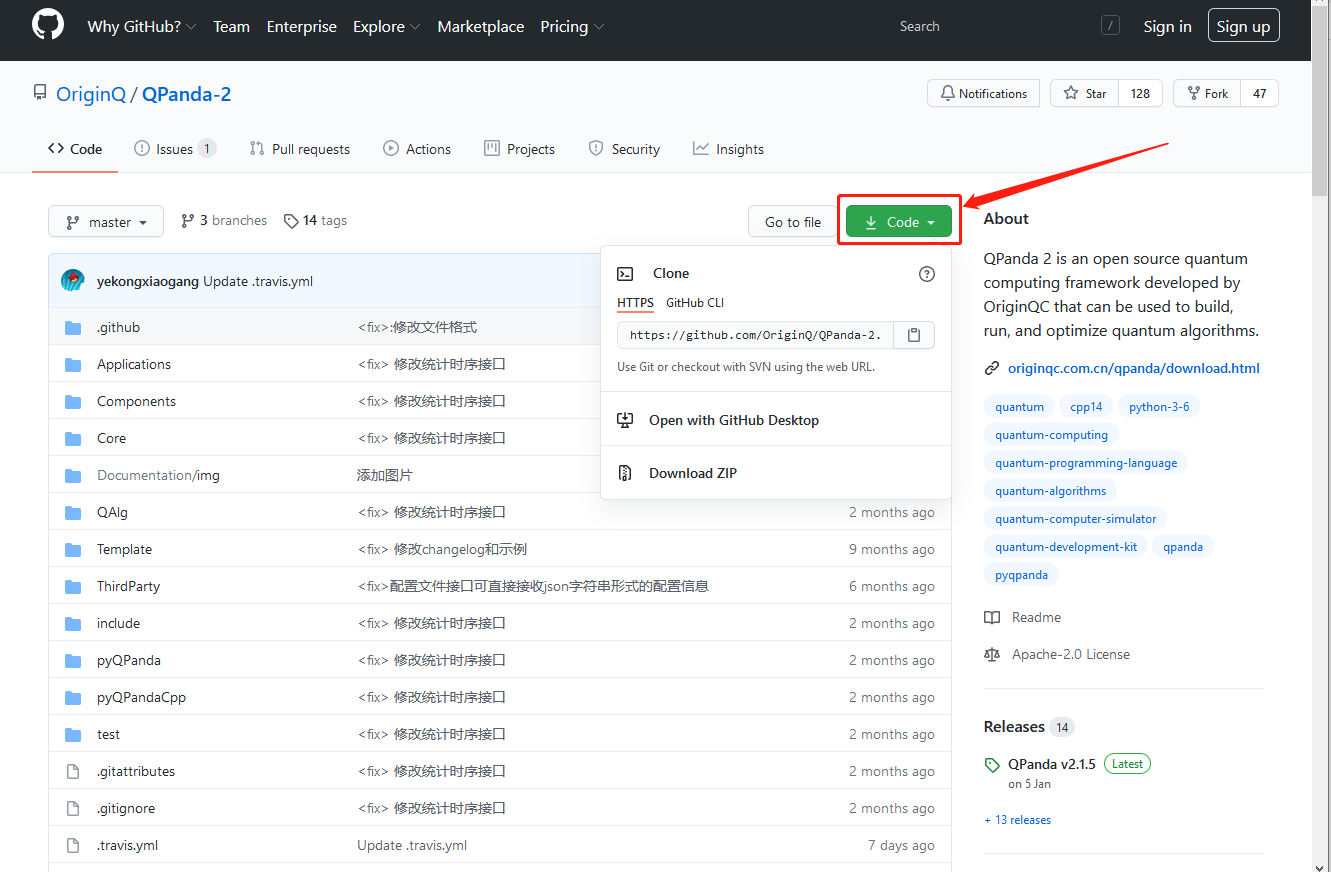 Why GitHub? Team Enterprise Explore Marketplace Pricing Search / Sign in Sign up
OriginQ / QPanda-2 Notifications Star 128 Fork 47
Code Issues 1 Pull requests Actions Projects Security Insights
master 3 branches 14 tags Go to file Code
Clone
HTTPS GitHub CLI
https://github.com/OriginQ/QPanda-2.
Use Git or checkout with SVN using the web URL.
Open with GitHub Desktop
Download ZIP
yekongxiaogang Update .travis.yml
.github <fix>:修改文件格式
Applications <fix> 修改统计时序接口
Components <fix> 修改统计时序接口
Core <fix> 修改统计时序接口
Documentation/img 添加图片
QAlg <fix> 修改统计时序接口 2 months ago
Template <fix> 修改changelog和示例 9 months ago
ThirdParty <fix>配置文件接口可直接接收json字符串形式的配置信息 6 months ago
include <fix> 修改统计时序接口 2 months ago
pyQPanda <fix> 修改统计时序接口 2 months ago
pyQPandaCpp <fix> 修改统计时序接口 2 months ago
test <fix> 修改统计时序接口 2 months ago
.gitattributes <fix> 修改统计时序接口 2 months ago
.gitignore <fix> 修改统计时序接口 2 months ago
.travis.yml Update .travis.yml 7 days ago
About
QPanda 2 is an open source quantum
computing framework developed by
OriginQC that can be used to build,
run, and optimize quantum algorithms.
originqc.com.cn/qpanda/download.html
quantum cpp14 python-3-6
quantum-computing
quantum-programming-language
quantum-algorithms
quantum-computer-simulator
quantum-development-kit qpanda
pyqpanda
Readme
Apache-2.0 License
Releases 14
QPanda v2.1.5 Latest
on 5 Jan
+ 13 releases